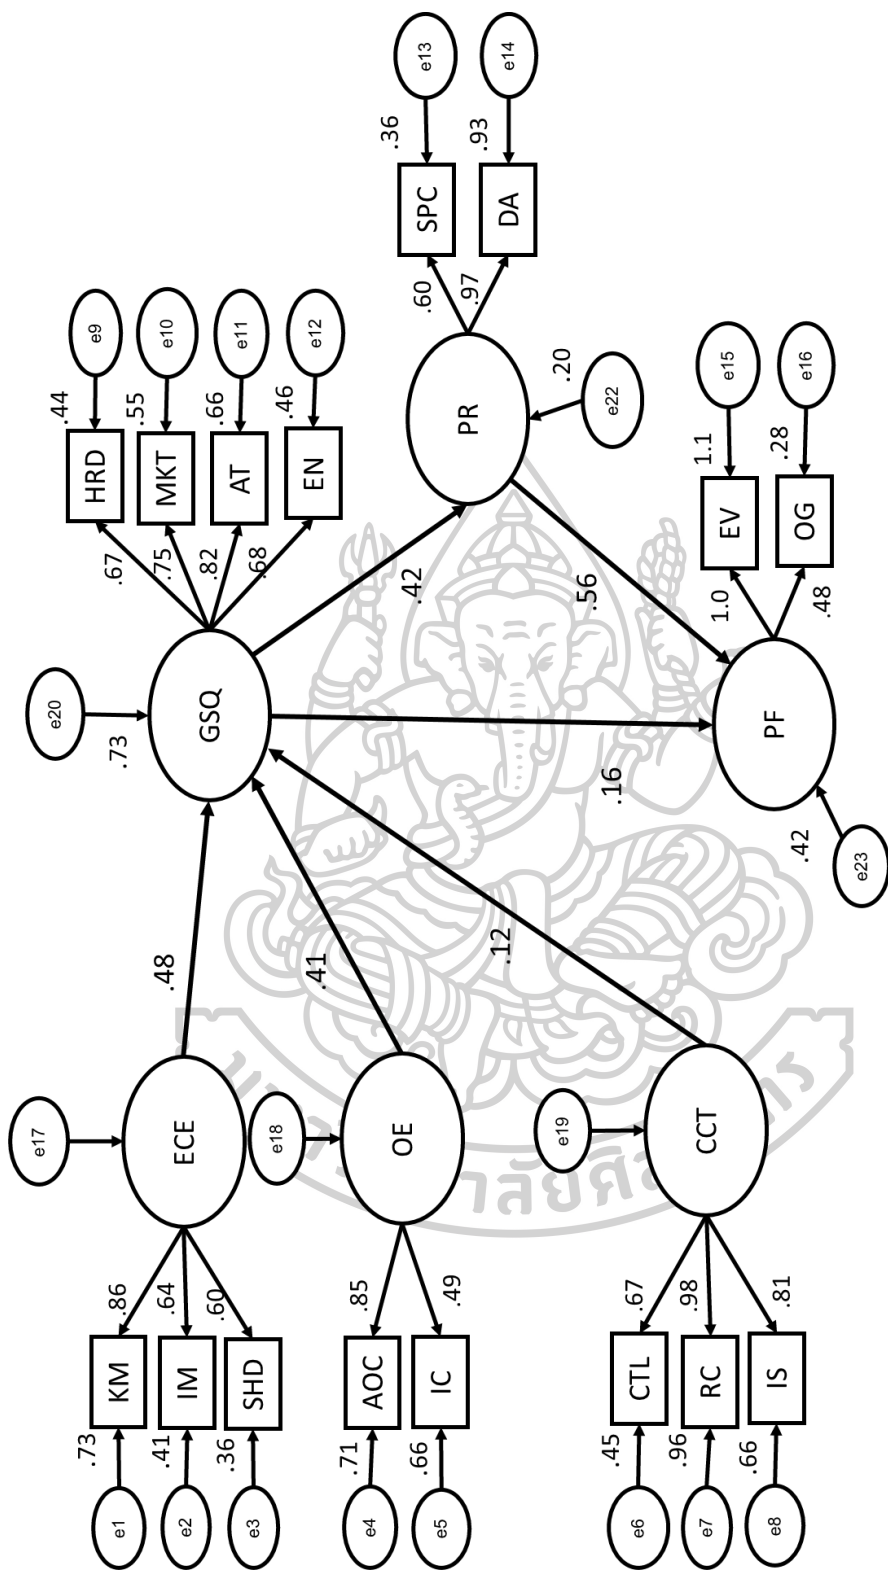 e1
.73
KM
.86
e2
.41
IM
.64
e3
.36
SHD
.60
e17
ECE
.48
e4
.71
AOC
.85
e5
.66
IC
.49
e18
OE
.41
e6
.45
CTL
.67
e7
.96
RC
.98
e8
.66
IS
.81
e19
CCT
.12
e20
.73
GSQ
.67
HRD
.44
e9
.75
MKT
.55
e10
.82
AT
.66
e11
.68
EN
.46
e12
.42
.16
PR
.20
e22
.60
SPC
.36
e13
.97
DA
.93
e14
.56
PF
.42
e23
1.0
EV
1.1
e15
.48
OG
.28
e16